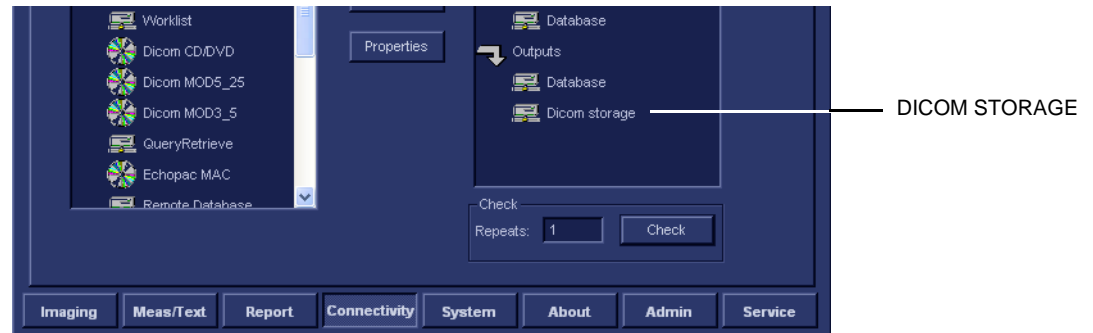 Worklist
Dicom CD/DVD
Dicom MOD5_25
Dicom MOD3_5
QueryRetrieve
Echopac MAC
Remote Database
Properties
Database
Outputs
Database
Dicom storage
DICOM STORAGE
Check
Repeats: 1 Check
Imaging Meas/Text Report Connectivity System About Admin Service